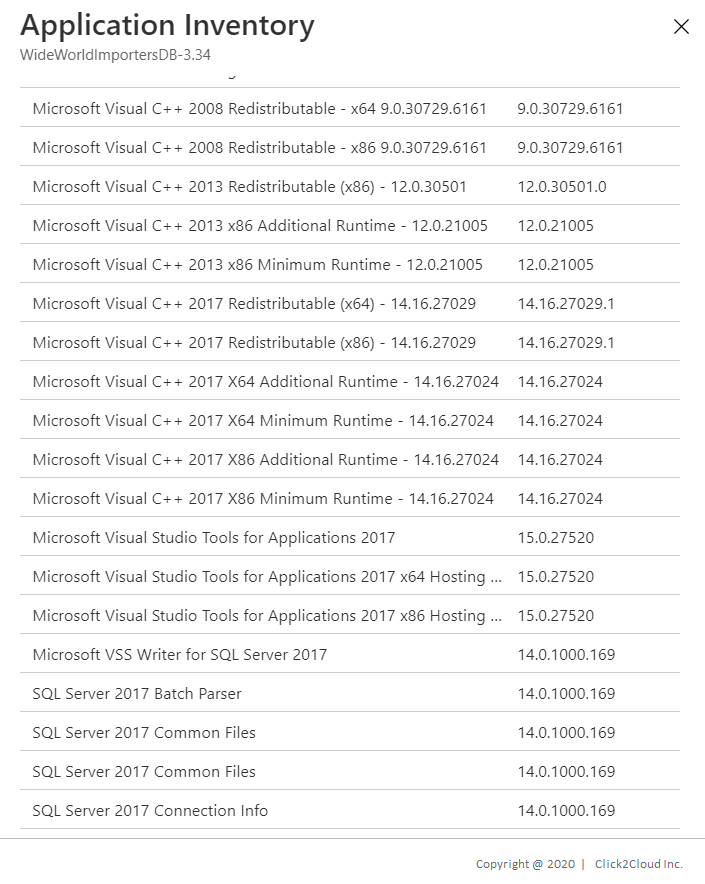 Application Inventory
WideWorldImportersDB-3.34
Microsoft Visual C++ 2008 Redistributable - x64 9.0.30729.6161 9.0.30729.6161
Microsoft Visual C++ 2008 Redistributable - x86 9.0.30729.6161 9.0.30729.6161
Microsoft Visual C++ 2013 Redistributable (x86) - 12.0.30501 12.0.30501.0
Microsoft Visual C++ 2013 x86 Additional Runtime - 12.0.21005 12.0.21005
Microsoft Visual C++ 2013 x86 Minimum Runtime - 12.0.21005 12.0.21005
Microsoft Visual C++ 2017 Redistributable (x64) - 14.16.27029 14.16.27029.1
Microsoft Visual C++ 2017 Redistributable (x86) - 14.16.27029 14.16.27029.1
Microsoft Visual C++ 2017 X64 Additional Runtime - 14.16.27024 14.16.27024
Microsoft Visual C++ 2017 X64 Minimum Runtime - 14.16.27024 14.16.27024
Microsoft Visual C++ 2017 X86 Additional Runtime - 14.16.27024 14.16.27024
Microsoft Visual C++ 2017 X86 Minimum Runtime - 14.16.27024 14.16.27024
Microsoft Visual Studio Tools for Applications 2017 15.0.27520
Microsoft Visual Studio Tools for Applications 2017 x64 Hosting ... 15.0.27520
Microsoft Visual Studio Tools for Applications 2017 x86 Hosting ... 15.0.27520
Microsoft VSS Writer for SQL Server 2017 14.0.1000.169
SQL Server 2017 Batch Parser 14.0.1000.169
SQL Server 2017 Common Files 14.0.1000.169
SQL Server 2017 Common Files 14.0.1000.169
SQL Server 2017 Connection Info 14.0.1000.169
Copyright @ 2020 | Click2Cloud Inc.